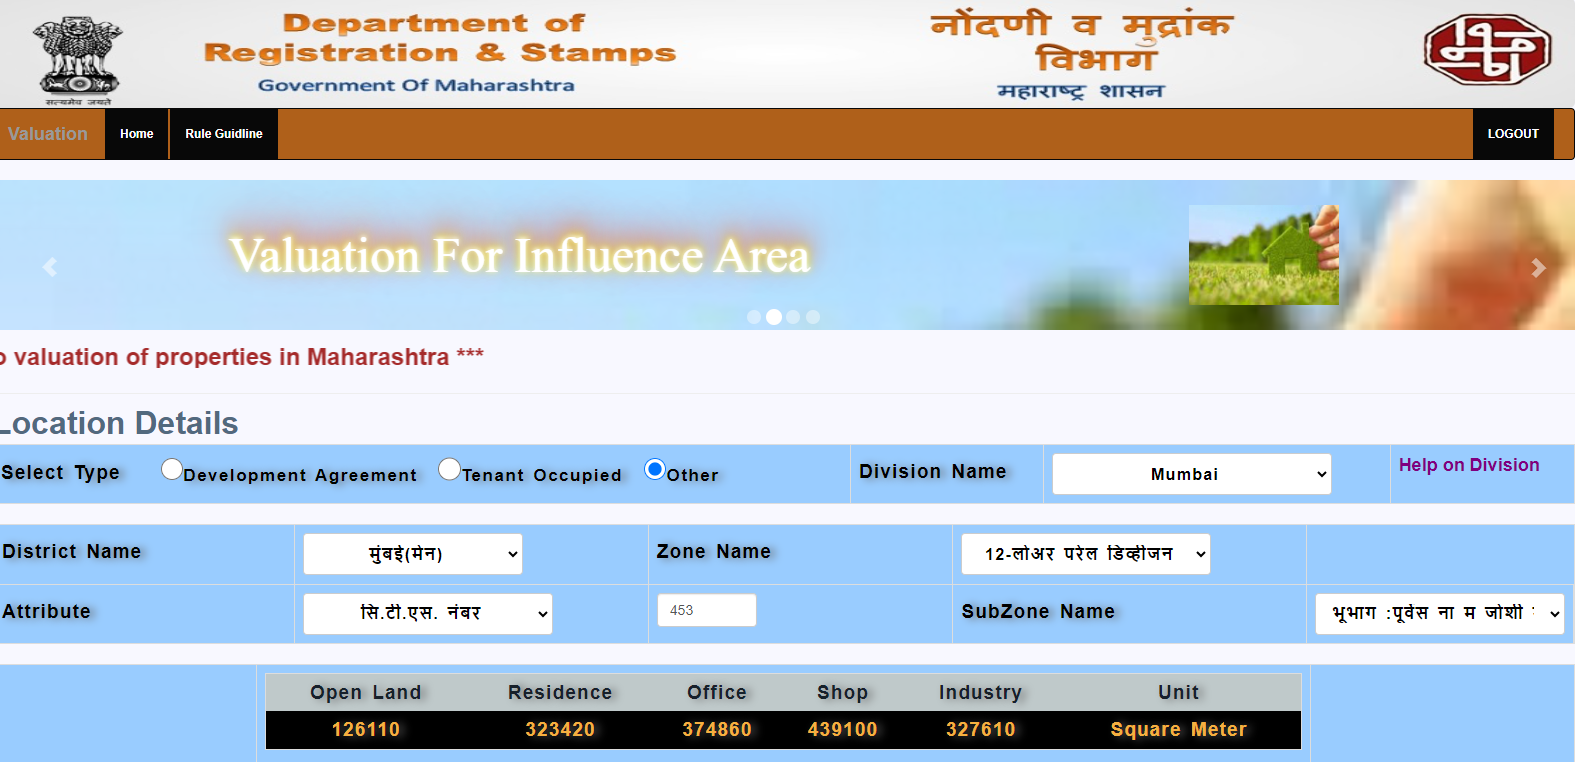 Department of
Registration & Stamps
Government Of Maharashtra
नोंदणी व मुद्रांक
विभाग
महाराष्ट्र शासन
सत्यमेव जयते
Valuation Home Rule Guidline LOGOUT
Valuation For Influence Area
valuation of properties in Maharashtra ***
Location Details
Select Type Development Agreement Tenant Occupied Other Division Name Mumbai Help on Division
District Name मुंबई(मेन) Zone Name 12-लोअर परेल डिव्हीजन
Attribute सि.टी.एस. नंबर 453 SubZone Name भूभाग :पूर्वेस ना म जोशी
Open Land Residence Office Shop Industry Unit
126110 323420 374860 439100 327610 Square Meter